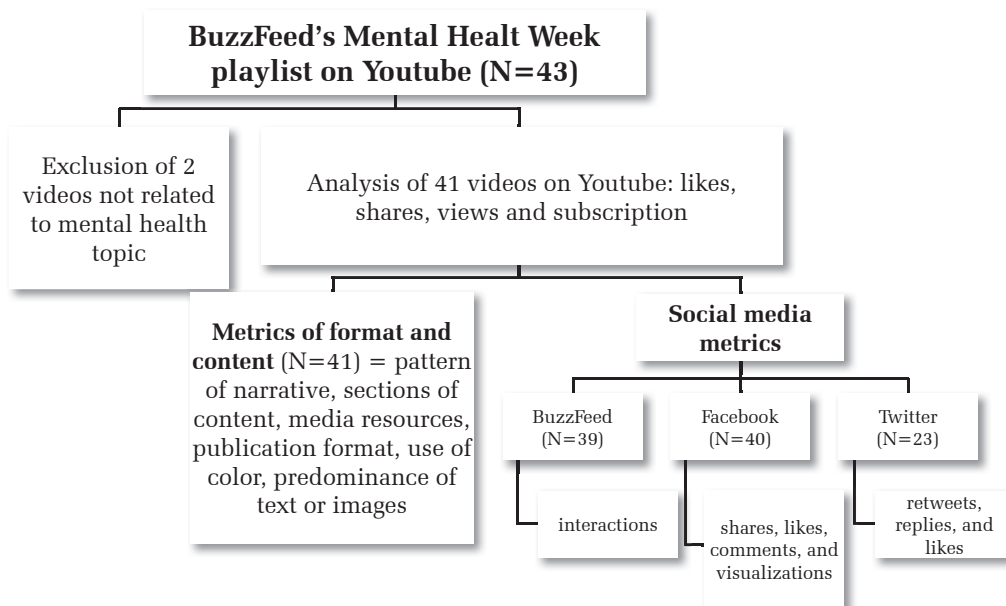 BuzzFeed’s Mental Healt Week
playlist on Youtube (N=43)
Exclusion of 2
videos not related
to mental health
topic
Analysis of 41 videos on Youtube: likes,
shares, views and subscription
Metrics of format and
content (N=41) = pattern
of narrative, sections of
content, media resources,
publication format, use of
color, predominance of
text or images
Social media
metrics
BuzzFeed
(N=39)
interactions
Facebook
(N=40)
shares, likes,
comments, and
visualizations
Twitter
(N=23)
retweets,
replies, and
likes